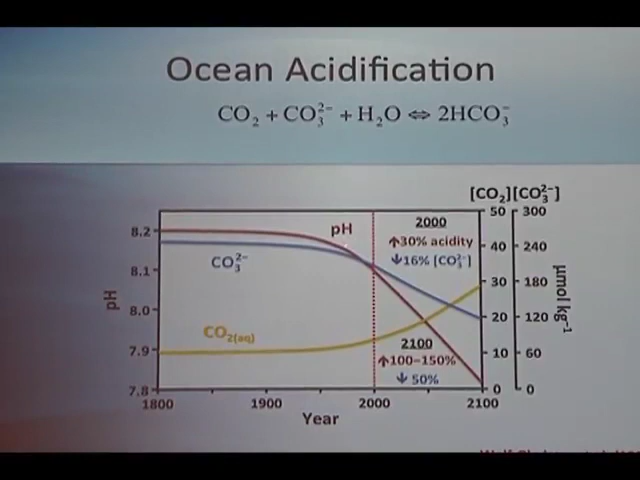 Ocean Acidification
CO₂ + CO₃²⁻ + H₂O ⇔ 2HCO₃⁻
[CO₂][CO₃²⁻]
50 300
8.2 pH 2000 40 240
↑30% acidity
↓16% [CO₃²⁻]
CO₃²⁻
8.1 30 180
pH 8.0 20 120 μmol kg⁻¹
CO₂(aq)
7.9 2100 10 60
↑100–150%
↓ 50%
7.8 0 0
1800 1900 2000 2100
Year